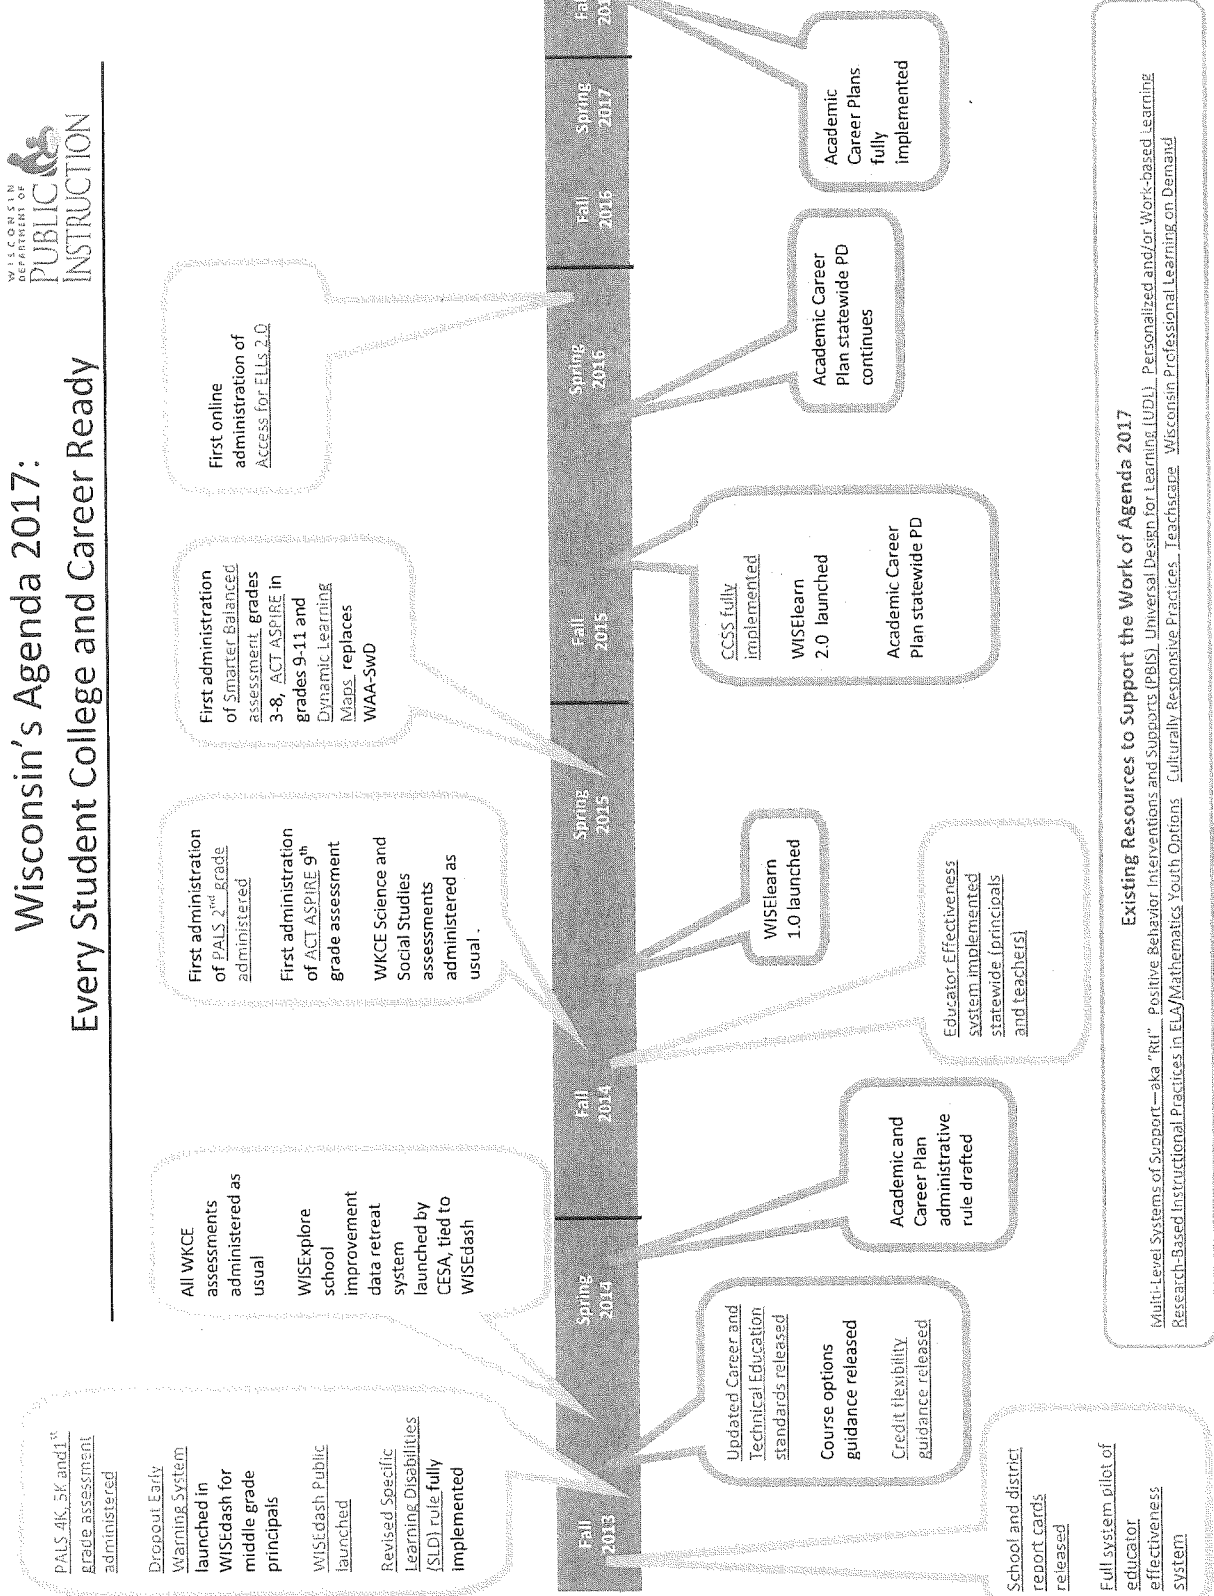 Wisconsin's Agenda 2017:
Every Student College and Career Ready
WISCONSIN
DEPARTMENT OF
PUBLIC
INSTRUCTION
PALS 4K, 5K and 1st
grade assessment
administered
Dropout Early
Warning System
launched in
WISEdash for
middle grade
principals
WISEdash Public
launched
Revised Specific
Learning Disabilities
(SLD) rule fully
implemented
All WKCE
assessments
administered as
usual
WISExplore
school
improvement
data retreat
system
launched by
CESA, tied to
WISEdash
First administration
of PALS 2nd grade
administered
First administration
of ACT ASPIRE 9th
grade assessment
WKCE Science and
Social Studies
assessments
administered as
usual .
First administration
of Smarter Balanced
assessment grades
3-8, ACT ASPIRE in
grades 9-11 and
Dynamic Learning
Maps replaces
WAA-SwD
First online
administration of
Access for ELLs 2.0
Fall
2013
Spring
2014
Fall
2014
Spring
2015
Fall
2015
Spring
2016
Fall
2016
Spring
2017
School and district
report cards
released
Full system pilot of
educator
effectiveness
system
Updated Career and
Technical Education
standards released
Course options
guidance released
Credit flexibility
guidance released
Academic and
Career Plan
administrative
rule drafted
Educator Effectiveness
system implemented
statewide (principals
and teachers)
WISElearn
1.0 launched
CCSS fully
implemented
WISElearn
2.0 launched
Academic Career
Plan statewide PD
Academic Career
Plan statewide PD
continues
Academic
Career Plans
fully
implemented
Existing Resources to Support the Work of Agenda 2017
Multi-Level Systems of Support—aka "RtI" Positive Behavior Interventions and Supports (PBIS) Universal Design for Learning (UDL) Personalized and/or Work-based Learning
Research-Based Instructional Practices in ELA/Mathematics Youth Options Culturally Responsive Practices Teachscape Wisconsin Professional Learning on Demand